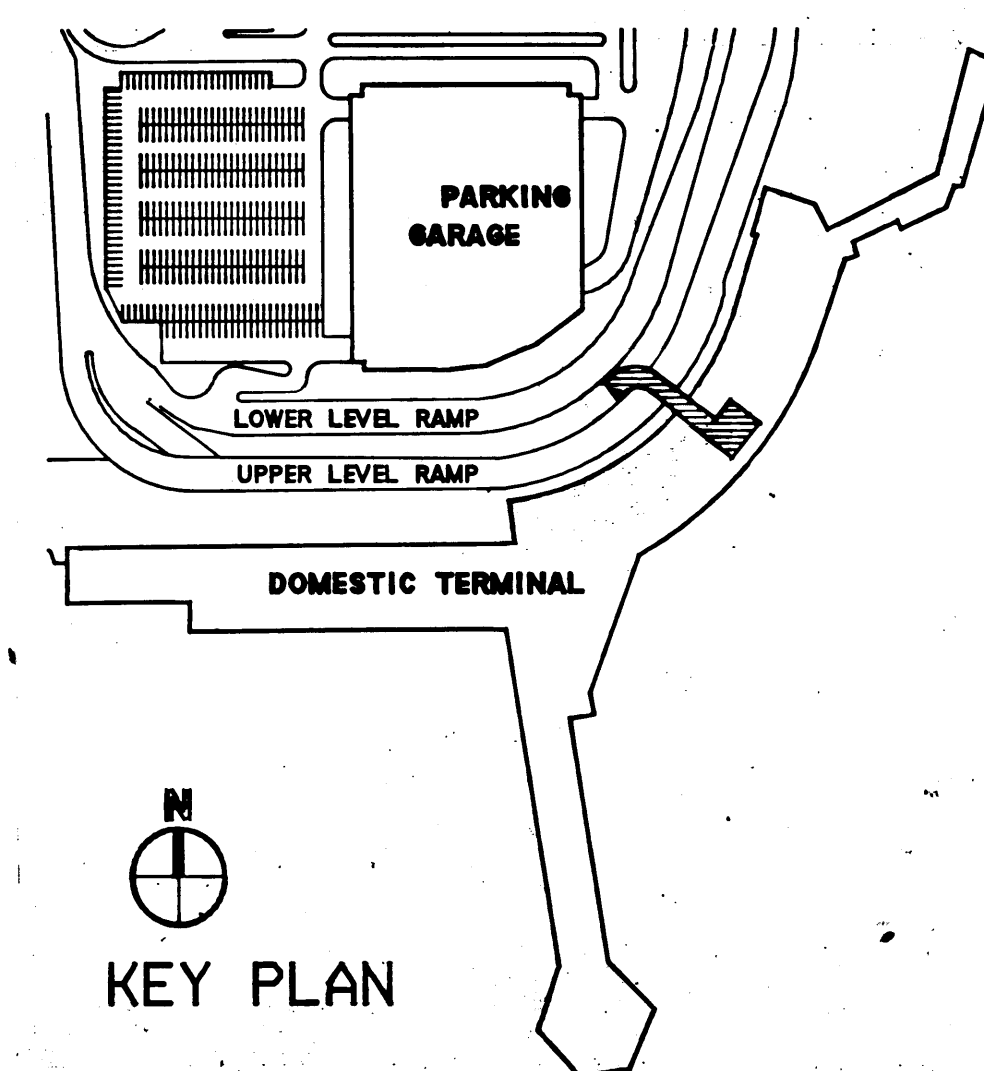 PARKING
GARAGE
LOWER LEVEL RAMP
UPPER LEVEL RAMP
DOMESTIC TERMINAL
N
KEY PLAN